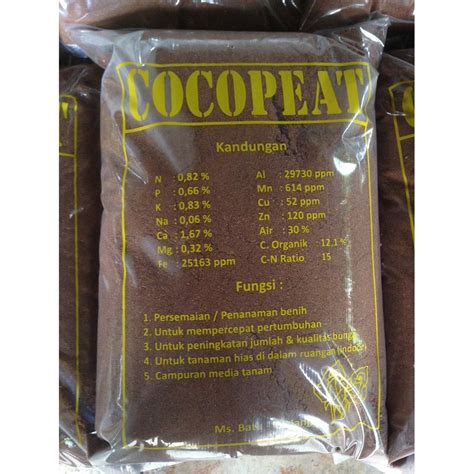 COCOPEAT
Kandungan
N : 0,82 % Al : 29730 ppm
P : 0,66 % Mn : 614 ppm
K : 0,83 % Cu : 52 ppm
Na : 0,06 % Zn : 120 ppm
Ca : 1,67 % Air : 30 %
Mg : 0,32 % C. Organik : 12,1 %
Fe : 25163 ppm C-N Ratio : 15
Fungsi :
1. Persemaian / Penanaman benih
2. Untuk mempercepat pertumbuhan
3. Untuk peningkatan jumlah & kualitas bunga
4. Untuk tanaman hias di dalam ruangan (indoor)
5. Campuran media tanam
Ms.